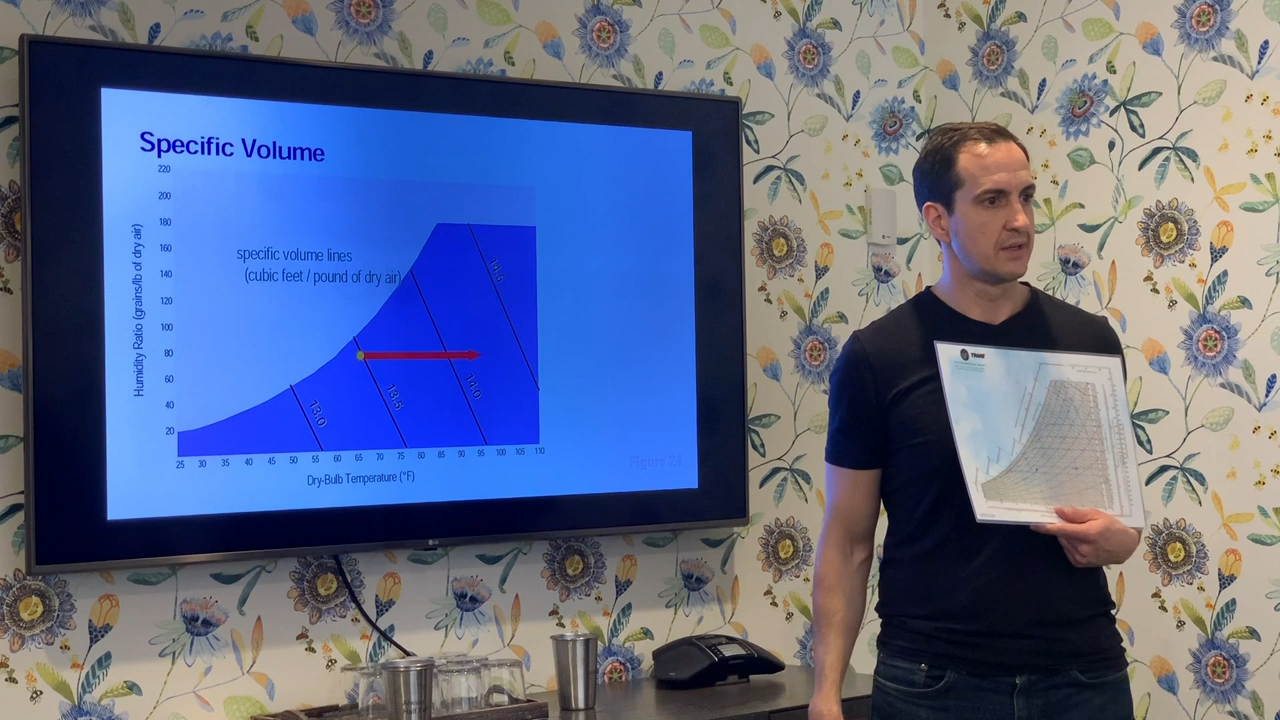 Specific Volume
220
200
180
160
140
120
100
80
60
40
20
Humidity Ratio (grains/lb of dry air)
specific volume lines
(cubic feet / pound of dry air)
13.0
13.5
14.0
14.5
25 30 35 40 45 50 55 60 65 70 75 80 85 90 95 100 105 110
Dry-Bulb Temperature (°F)
Figure 24
TRANE